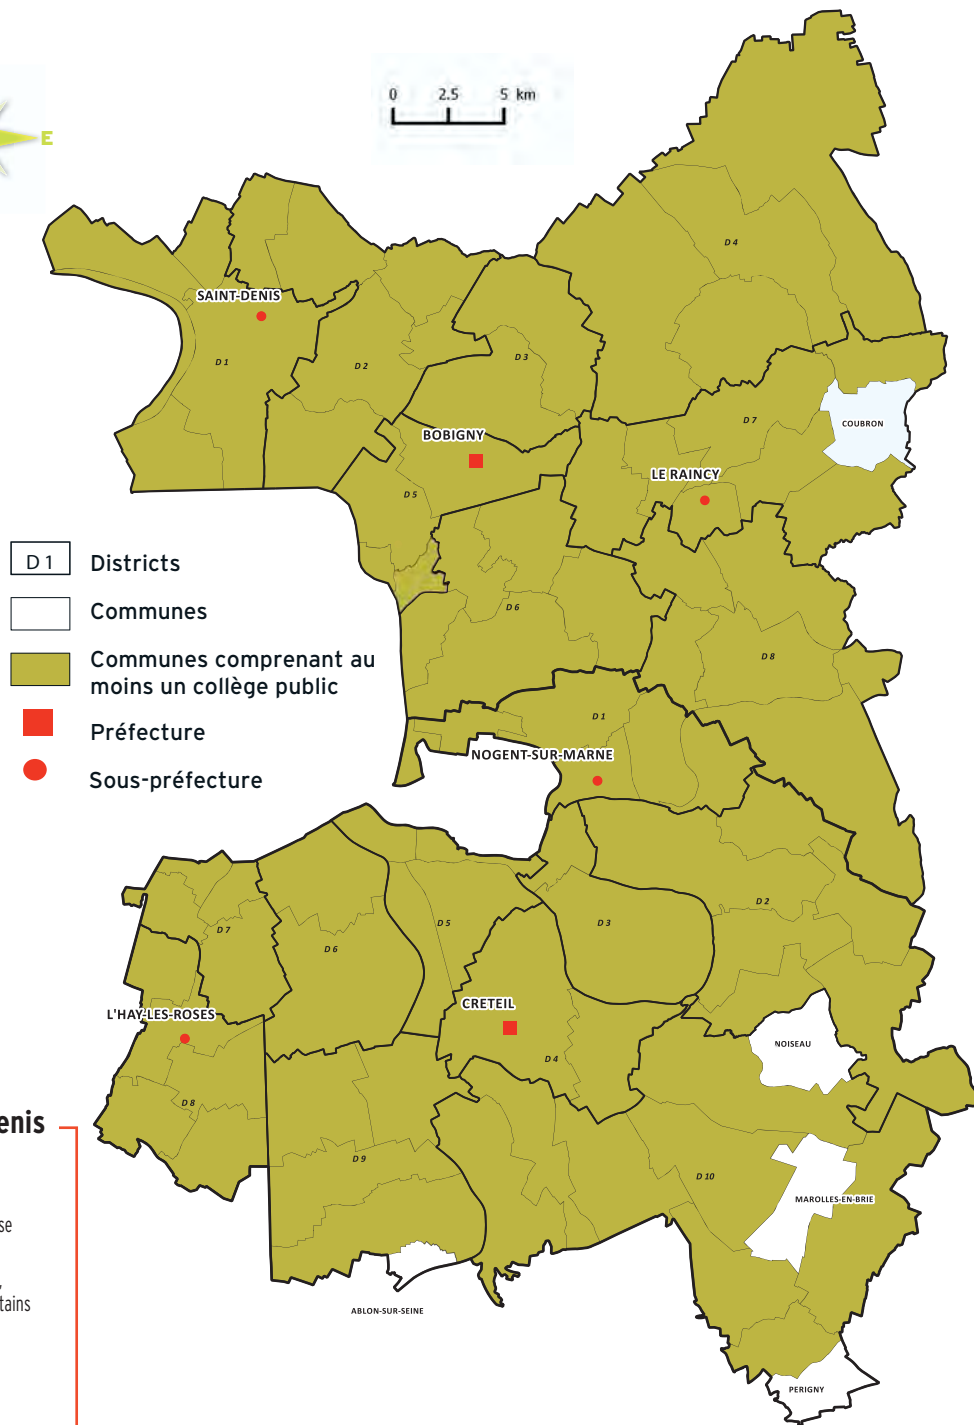 0 2.5 5 km
E
D 4
SAINT-DENIS
D 1
D 2
D 3
D 7
COUBRON
BOBIGNY
LE RAINCY
D 5
D 1 Districts
Communes
Communes comprenant au
moins un collège public
Préfecture
Sous-préfecture
D 6
D 8
D 1
NOGENT-SUR-MARNE
D 2
D 3
D 5
D 6
D 7
CRETEIL
L'HAY-LES-ROSES
NOISEAU
D 4
D 8
D 9
D 10
MAROLLES-EN-BRIE
ABLON-SUR-SEINE
PERIGNY
enis
se
,
tains